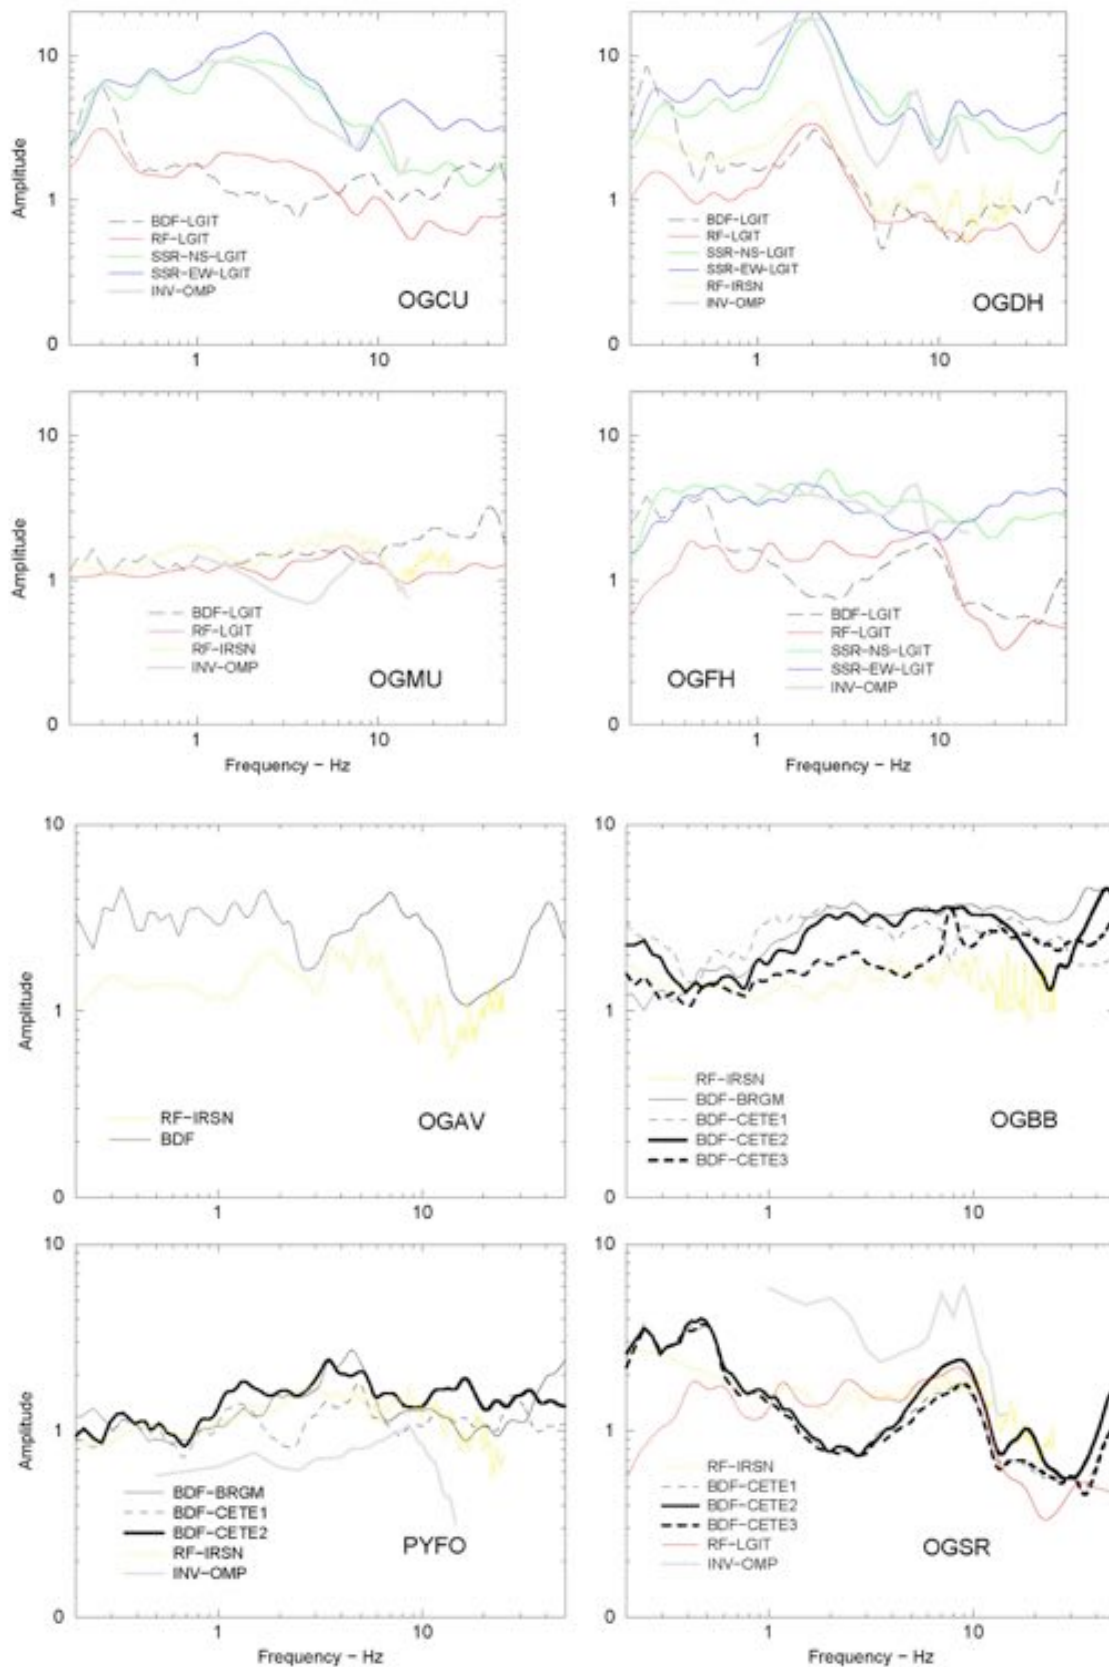 10
10
Amplitude
1
1
BDF-LGIT
RF-LGIT
SSR-NS-LGIT
SSR-EW-LGIT
INV-OMP
OGCU
BDF-LGIT
RF-LGIT
SSR-NS-LGIT
SSR-EW-LGIT
RF-IRSN
INV-OMP
OGDH
0
0
1
10
1
10
10
10
Amplitude
1
1
BDF-LGIT
RF-LGIT
RF-IRSN
INV-OMP
OGMU
OGFH
BDF-LGIT
RF-LGIT
SSR-NS-LGIT
SSR-EW-LGIT
INV-OMP
0
0
1
10
1
10
Frequency - Hz
Frequency - Hz
10
10
Amplitude
1
1
RF-IRSN
BDF
OGAV
RF-IRSN
BDF-BRGM
BDF-CETE1
BDF-CETE2
BDF-CETE3
OGBB
0
0
1
10
1
10
10
10
Amplitude
1
1
BDF-BRGM
BDF-CETE1
BDF-CETE2
RF-IRSN
INV-OMP
PYFO
RF-IRSN
BDF-CETE1
BDF-CETE2
BDF-CETE3
RF-LGIT
INV-OMP
OGSR
0
0
1
10
1
10
Frequency - Hz
Frequency - Hz